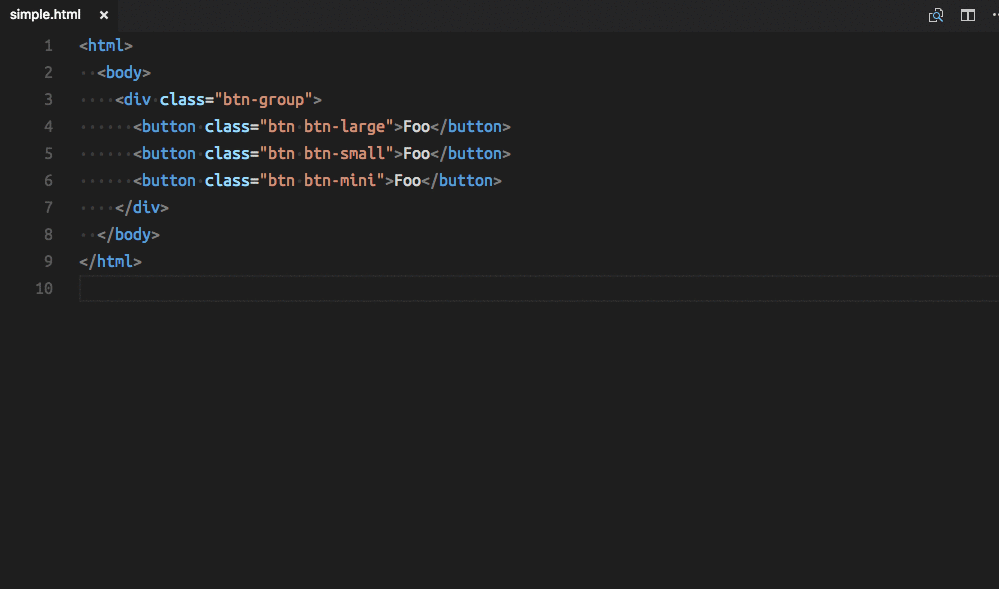 simple.html
1 <html>
2 <body>
3 <div class="btn-group">
4 <button class="btn btn-large">Foo</button>
5 <button class="btn btn-small">Foo</button>
6 <button class="btn btn-mini">Foo</button>
7 </div>
8 </body>
9 </html>
10